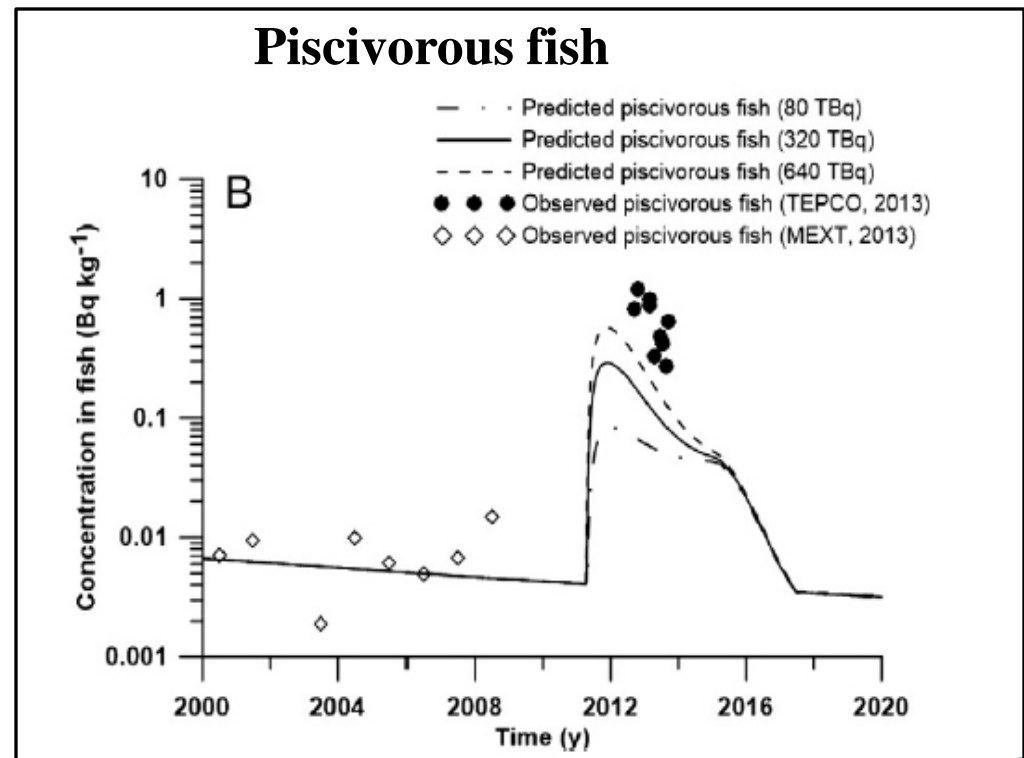 Piscivorous fish
Predicted piscivorous fish (80 TBq)
Predicted piscivorous fish (320 TBq)
Predicted piscivorous fish (640 TBq)
Observed piscivorous fish (TEPCO, 2013)
Observed piscivorous fish (MEXT, 2013)
B
Concentration in fish (Bq kg⁻¹)
10
1
0.1
0.01
0.001
2000 2004 2008 2012 2016 2020
Time (y)